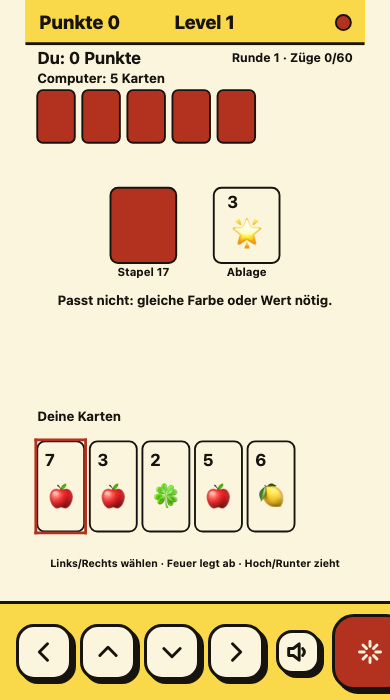 Punkte 0 Level 1
Du: 0 Punkte Runde 1 · Züge 0/60
Computer: 5 Karten
3
Stapel 17 Ablage
Passt nicht: gleiche Farbe oder Wert nötig.
Deine Karten
7 3 2 5 6
Links/Rechts wählen · Feuer legt ab · Hoch/Runter zieht